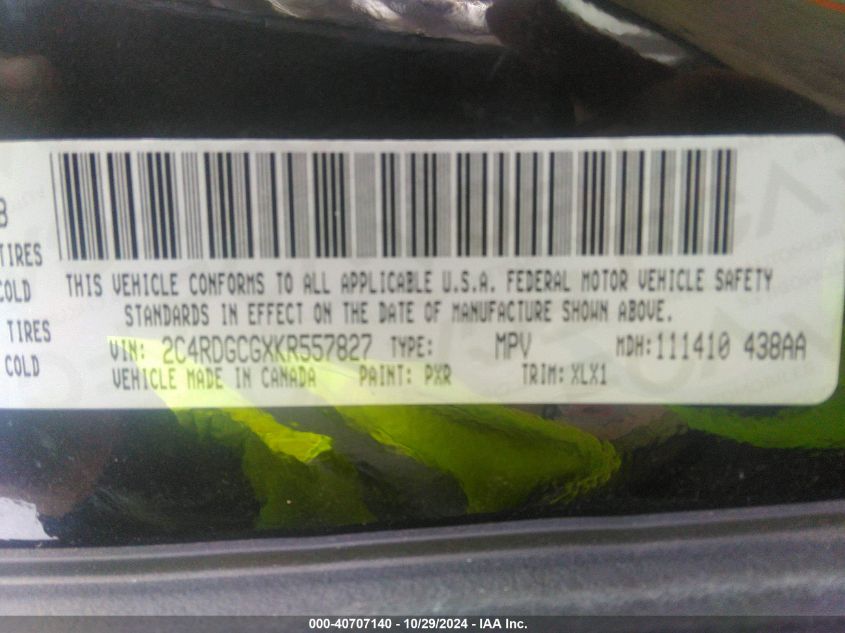 B
TIRES
COLD
TIRES
COLD
THIS VEHICLE CONFORMS TO ALL APPLICABLE U.S.A. FEDERAL MOTOR VEHICLE SAFETY
STANDARDS IN EFFECT ON THE DATE OF MANUFACTURE SHOWN ABOVE.
VIN: 2C4RDGCGXKR557827 TYPE: MPV MDH:111410 438AA
VEHICLE MADE IN CANADA PAINT: PXR TRIM: XLX1
000-40707140 - 10/29/2024 - IAA Inc.